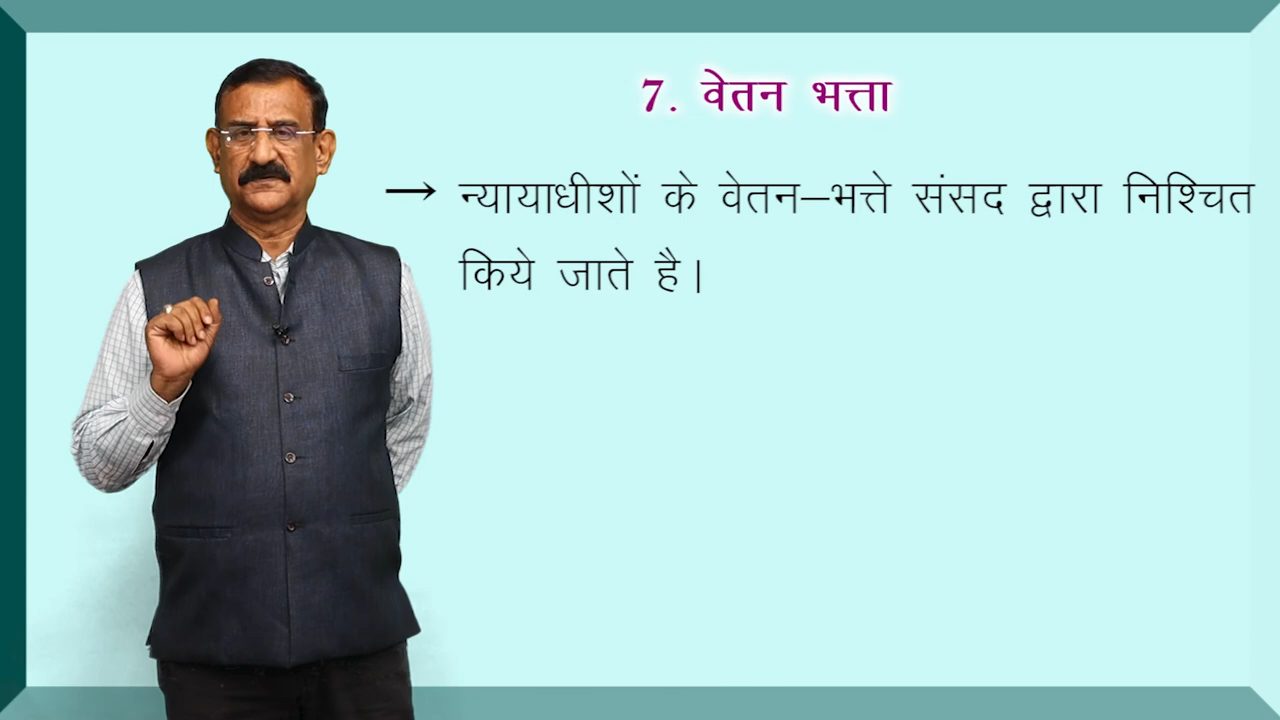 7. वेतन भत्ता
→ न्यायाधीशों के वेतन–भत्ते संसद द्वारा निश्चित
किये जाते है।